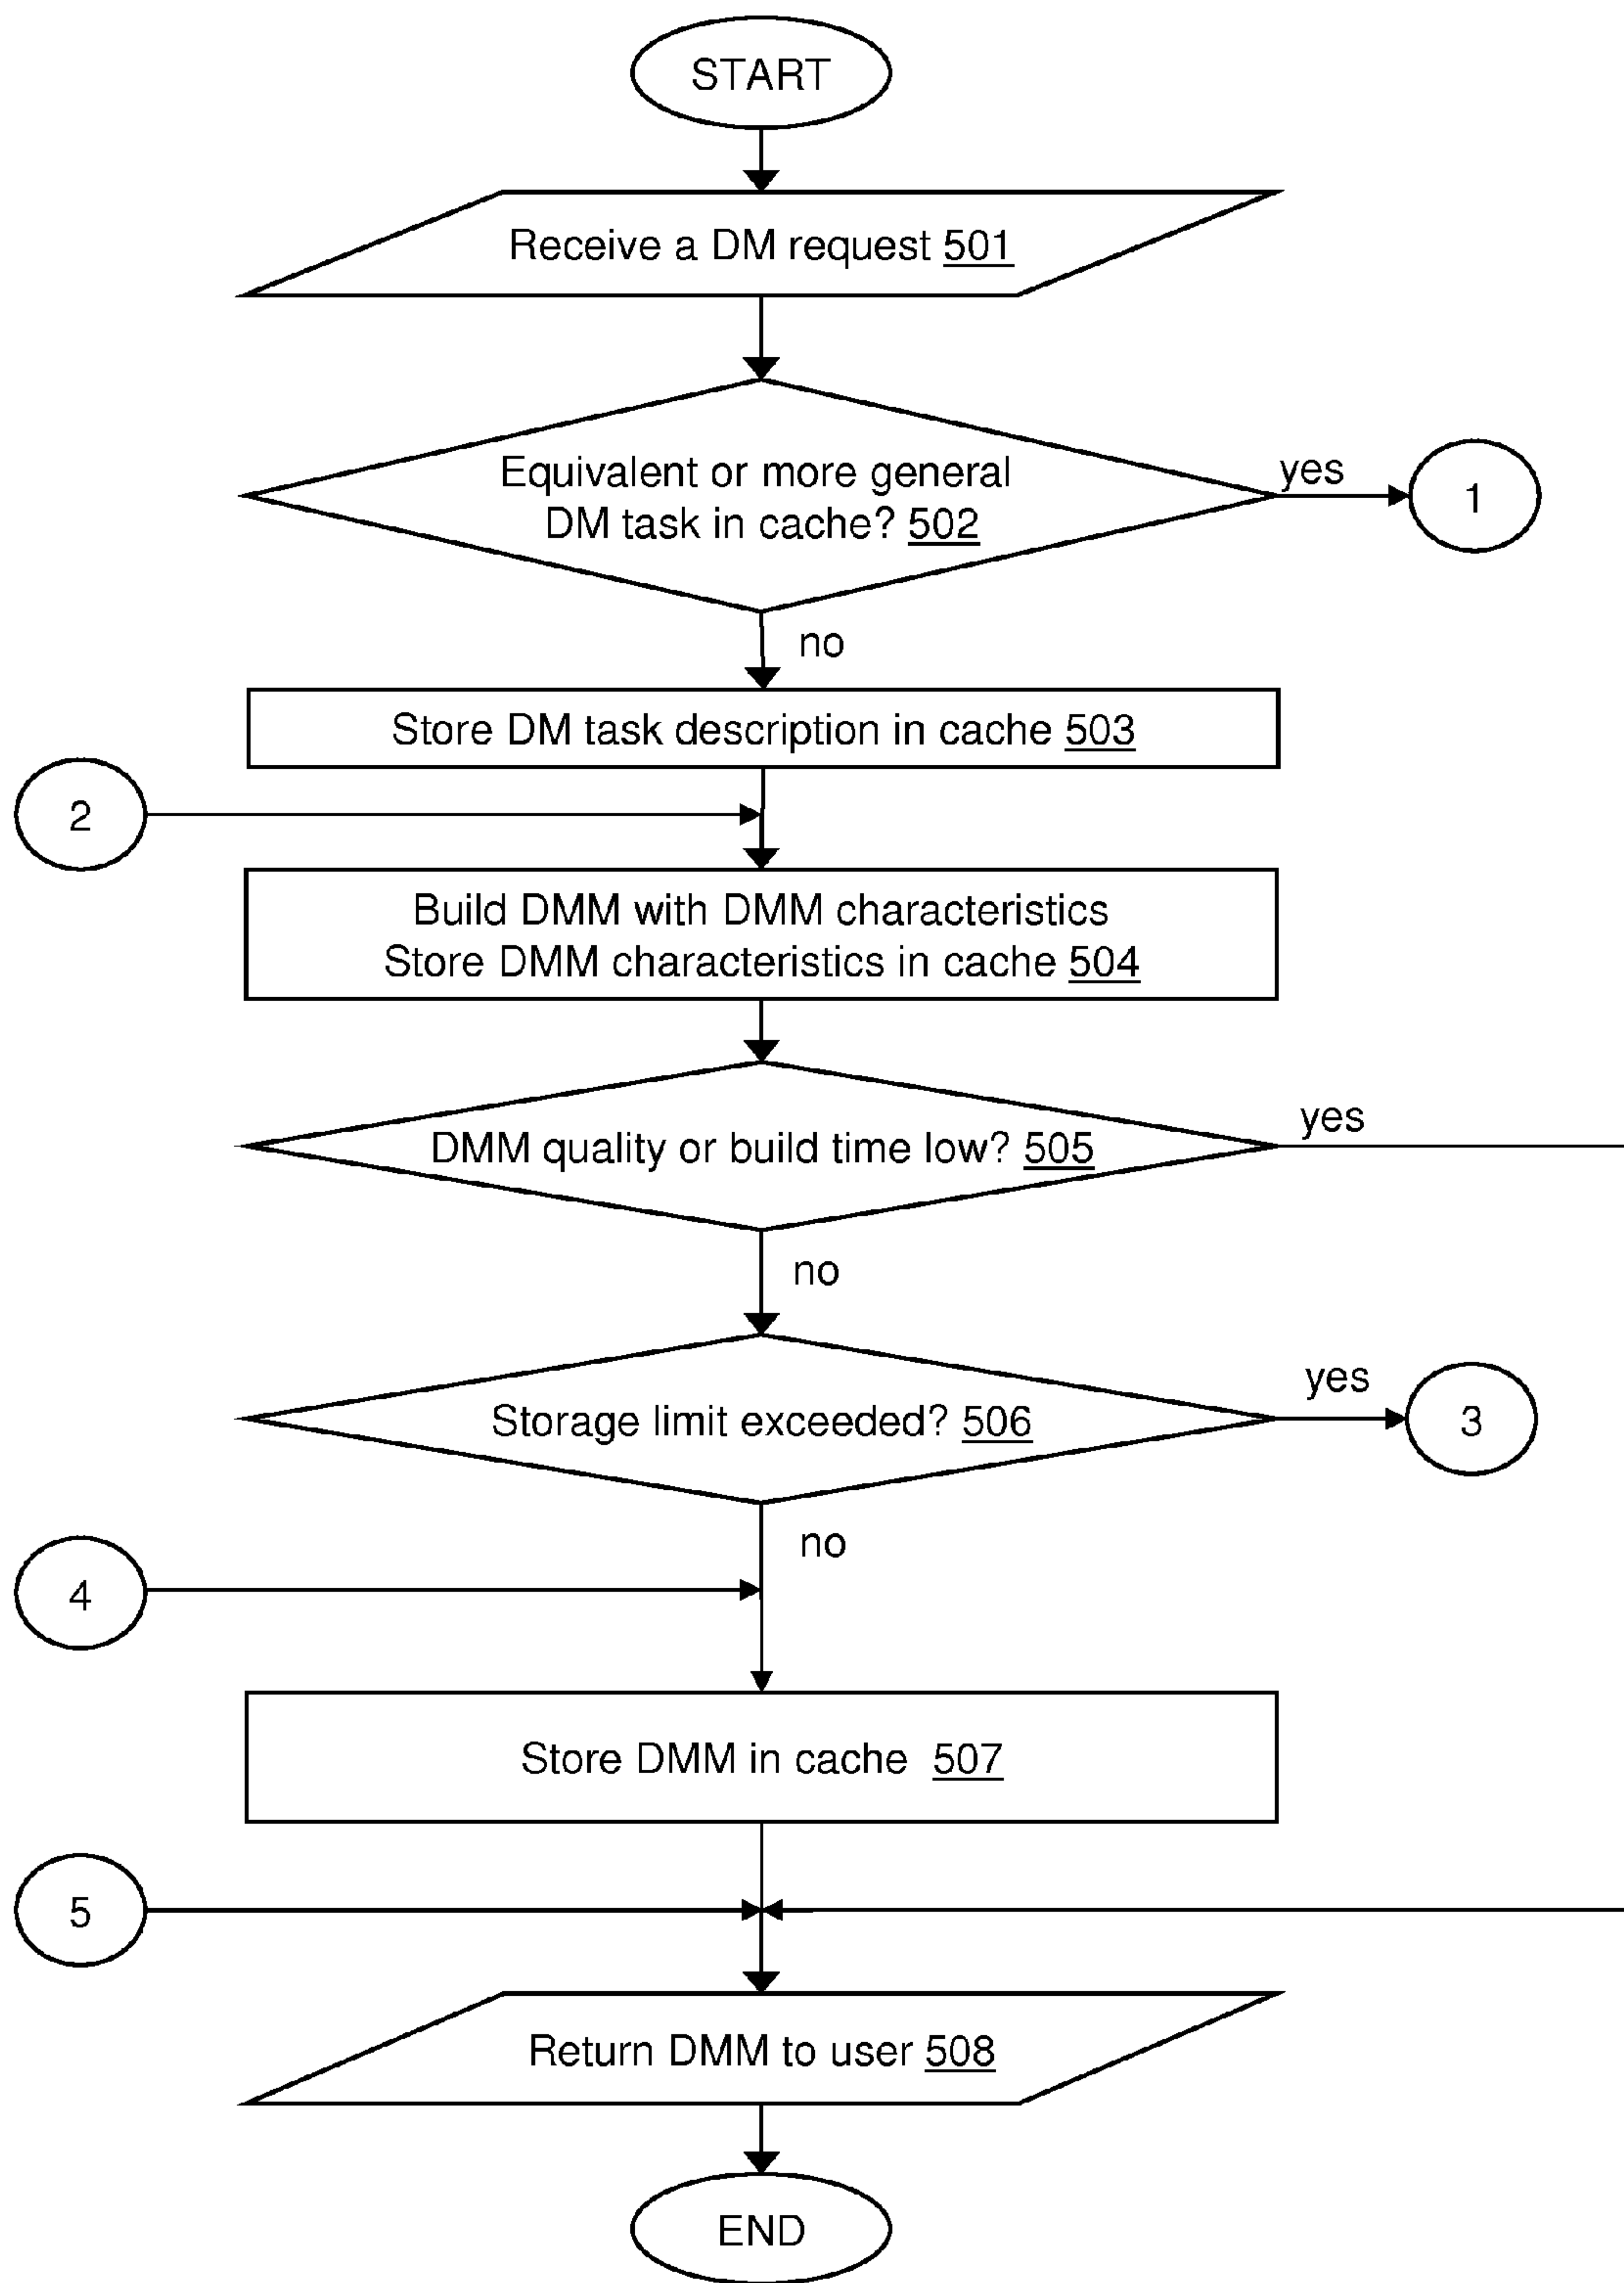 START
Receive a DM request 501
Equivalent or more general
DM task in cache? 502
yes
1
no
Store DM task description in cache 503
2
Build DMM with DMM characteristics
Store DMM characteristics in cache 504
DMM quality or build time low? 505
yes
no
Storage limit exceeded? 506
yes
3
no
4
Store DMM in cache 507
5
Return DMM to user 508
END